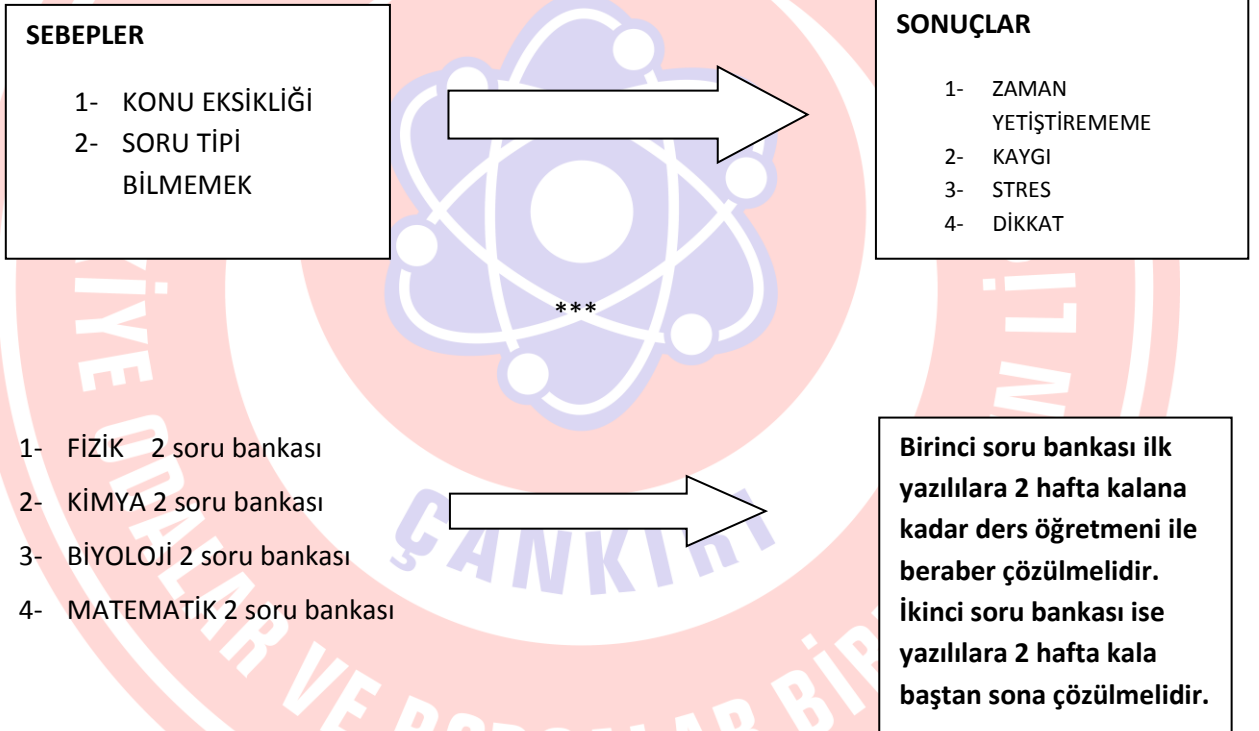 SEBEPLER
1- KONU EKSİKLİĞİ
2- SORU TİPİ
BİLMEMEK
SONUÇLAR
1- ZAMAN
YETİŞTİREMEME
2- KAYGI
3- STRES
4- DİKKAT
***
1- FİZİK 2 soru bankası
2- KİMYA 2 soru bankası
3- BİYOLOJİ 2 soru bankası
4- MATEMATİK 2 soru bankası
Birinci soru bankası ilk
yazılılara 2 hafta kalana
kadar ders öğretmeni ile
beraber çözülmelidir.
İkinci soru bankası ise
yazılılara 2 hafta kala
baştan sona çözülmelidir.
ÇANKIRI
VE